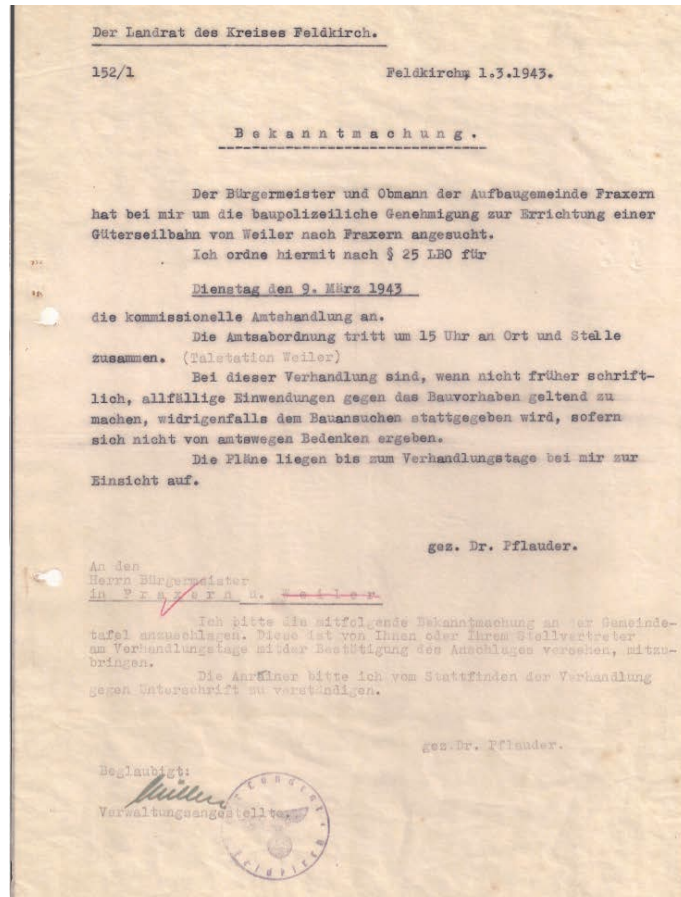 Der Landrat des Kreises Feldkirch.
152/1 Feldkirch, 1.3.1943.
B e k a n n t m a c h u n g .
Der Bürgermeister und Obmann der Aufbaugemeinde Fraxern
hat bei mir um die baupolizeiliche Genehmigung zur Errichtung einer
Güterseilbahn von Weiler nach Fraxern angesucht.
Ich ordne hiermit nach § 25 LBO für
Dienstag den 9. März 1943
die kommissionelle Amtshandlung an.
Die Amtsabordnung tritt um 15 Uhr an Ort und Stelle
zusammen. (Talstation Weiler)
Bei dieser Verhandlung sind, wenn nicht früher schrift-
lich, allfällige Einwendungen gegen das Bauvorhaben geltend zu
machen, widrigenfalls dem Bauansuchen stattgegeben wird, sofern
sich nicht von amtswegen Bedenken ergeben.
Die Pläne liegen bis zum Verhandlungstage bei mir zur
Einsicht auf.
gez. Dr. Pflauder.
An den
Herrn Bürgermeister
in F r a x e r n u. W e i l e r
Ich bitte die mitfolgende Bekanntmachung an der Gemeinde-
tafel anzuschlagen. Diese ist von Ihnen oder Ihrem Stellvertreter
am Verhandlungstage mit der Bestätigung des Anschlages versehen, mitzu-
bringen.
Die Anrainer bitte ich vom Stattfinden der Verhandlung
gegen Unterschrift zu verständigen.
gez. Dr. Pflauder.
Beglaubigt:
Müller
Verwaltungsangestellte.